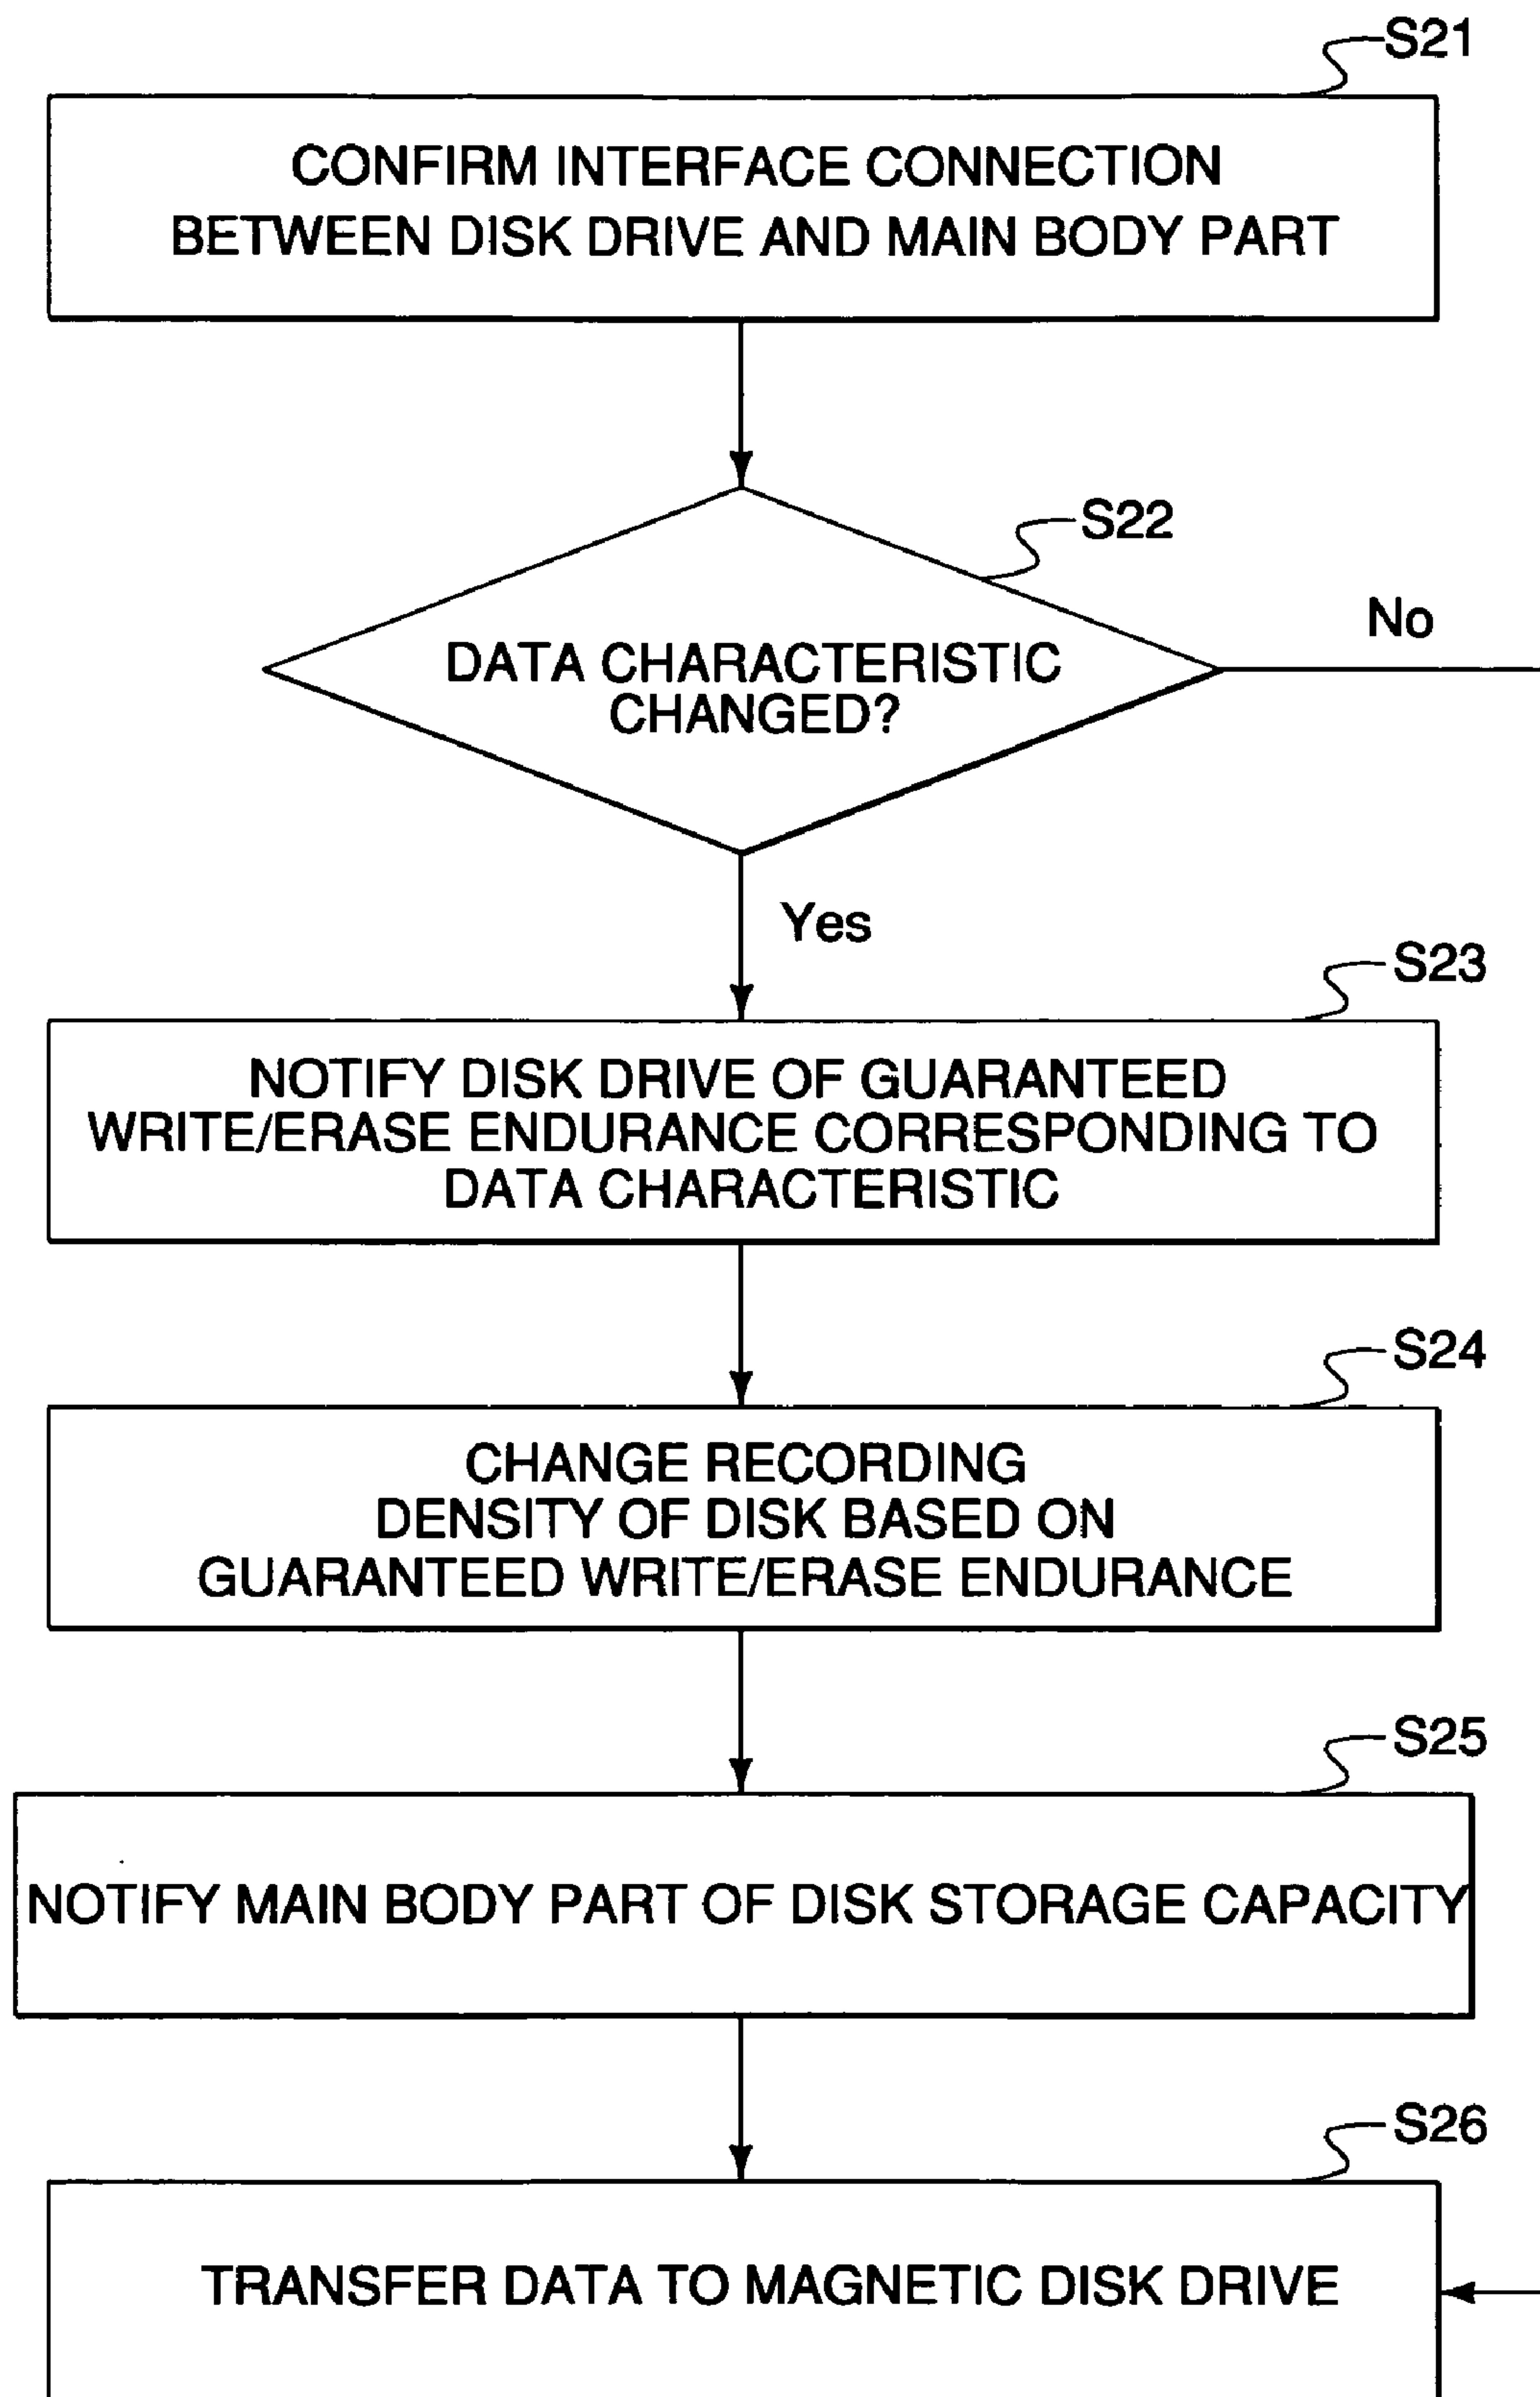 S21
CONFIRM INTERFACE CONNECTION
BETWEEN DISK DRIVE AND MAIN BODY PART
S22
No
DATA CHARACTERISTIC
CHANGED?
Yes
S23
NOTIFY DISK DRIVE OF GUARANTEED
WRITE/ERASE ENDURANCE CORRESPONDING TO
DATA CHARACTERISTIC
S24
CHANGE RECORDING
DENSITY OF DISK BASED ON
GUARANTEED WRITE/ERASE ENDURANCE
S25
NOTIFY MAIN BODY PART OF DISK STORAGE CAPACITY
S26
TRANSFER DATA TO MAGNETIC DISK DRIVE